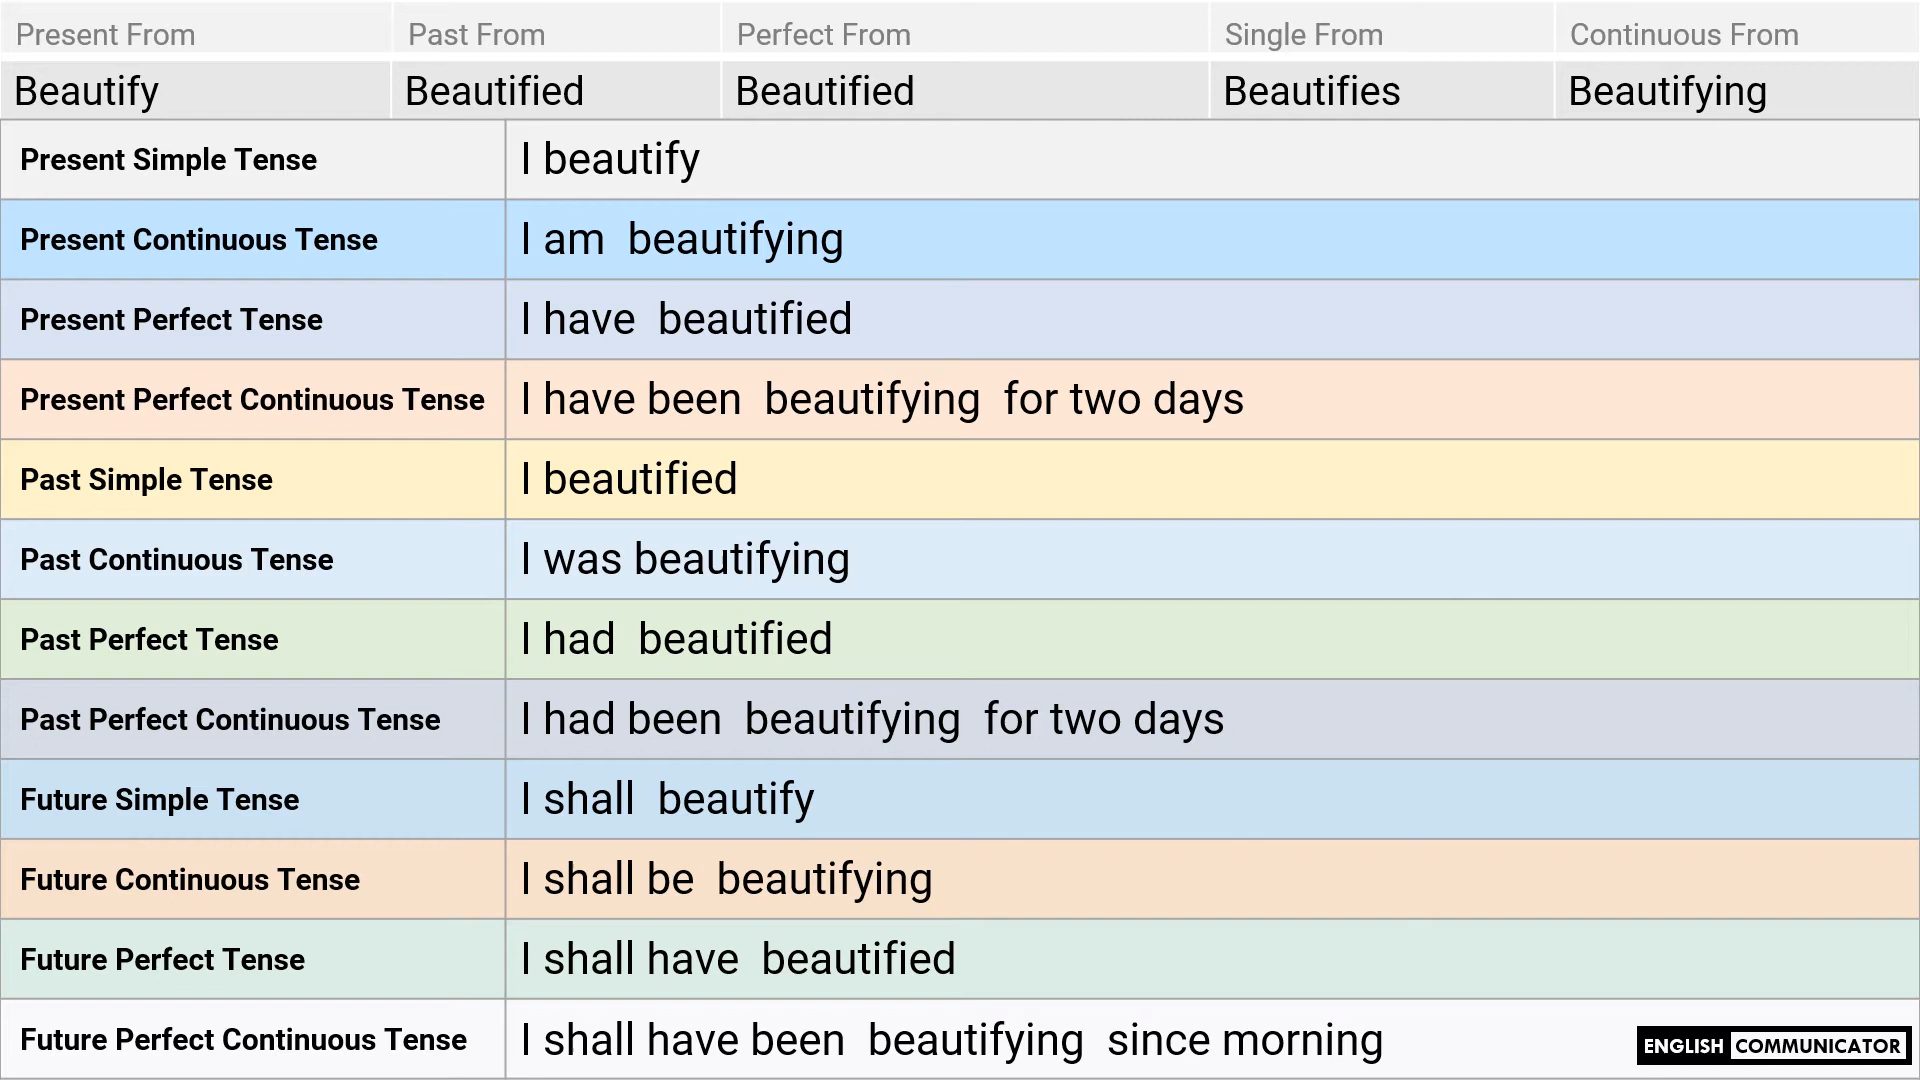 Present From Past From Perfect From Single From Continuous From
Beautify Beautified Beautified Beautifies Beautifying
Present Simple Tense I beautify
Present Continuous Tense I am beautifying
Present Perfect Tense I have beautified
Present Perfect Continuous Tense I have been beautifying for two days
Past Simple Tense I beautified
Past Continuous Tense I was beautifying
Past Perfect Tense I had beautified
Past Perfect Continuous Tense I had been beautifying for two days
Future Simple Tense I shall beautify
Future Continuous Tense I shall be beautifying
Future Perfect Tense I shall have beautified
Future Perfect Continuous Tense I shall have been beautifying since morning
ENGLISH COMMUNICATOR